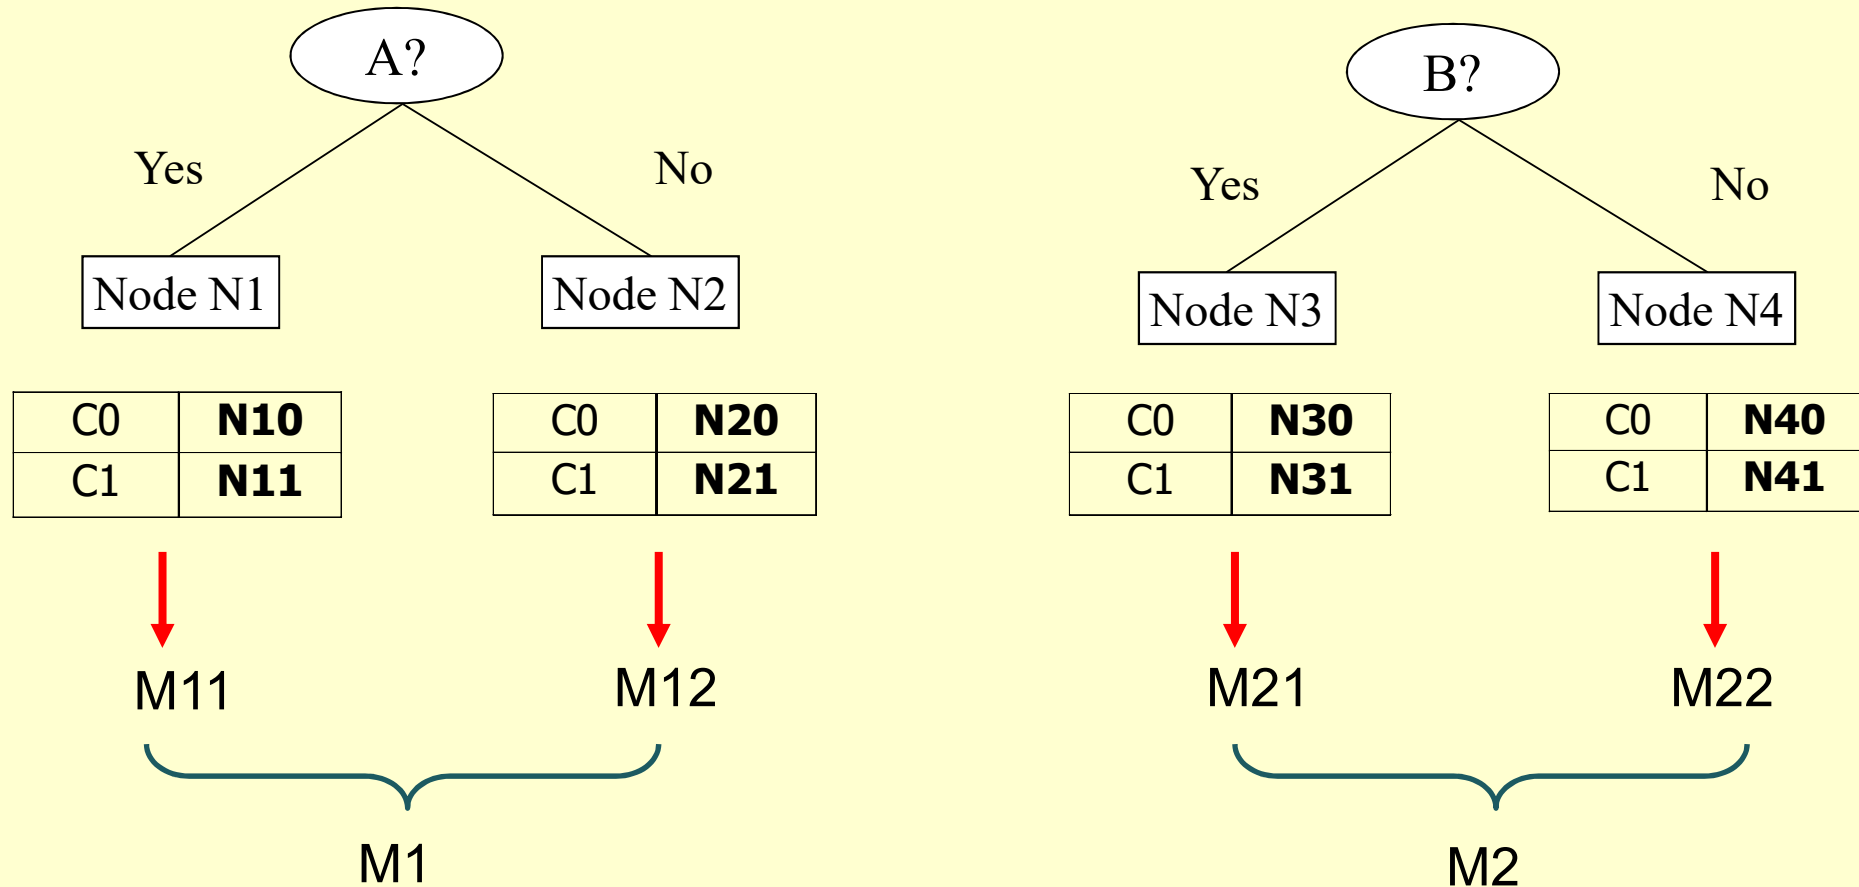 A?
B?
Yes
No
Yes
No
Node N1
Node N2
Node N3
Node N4
C0 N10
C1 N11
C0 N20
C1 N21
C0 N30
C1 N31
C0 N40
C1 N41
M11
M12
M21
M22
M1
M2